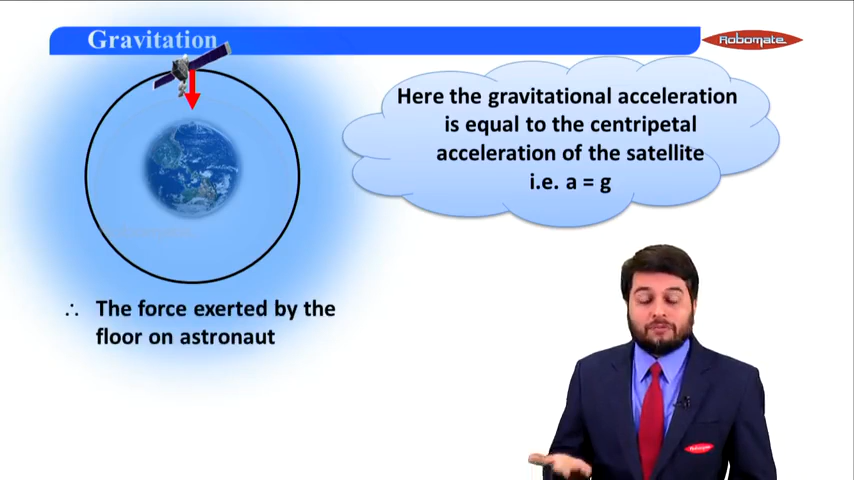 Gravitation
Robomate
Here the gravitational acceleration
is equal to the centripetal
acceleration of the satellite
i.e. a = g
∴ The force exerted by the
floor on astronaut